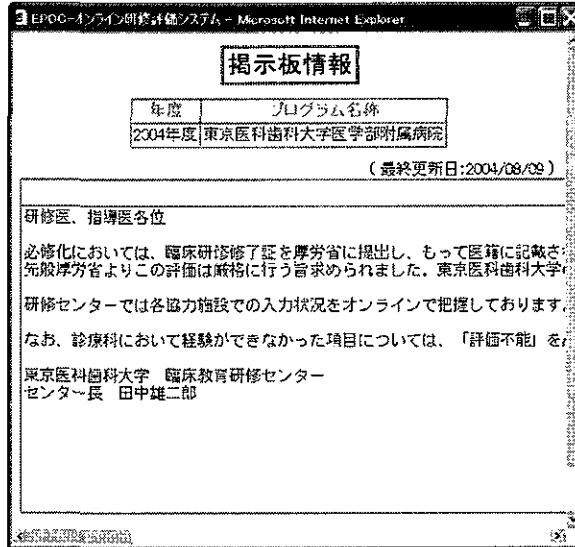 EPOC-オンライン研修評価システム - Microsoft Internet Explorer
掲示板情報
年度 プログラム名称
2004年度 東京医科歯科大学医学部附属病院
(最終更新日:2004/08/09)
研修医、指導医各位
必修化においては、臨床研修修了証を厚労省に提出し、もって医籍に記載さ
先般厚労省よりこの評価は厳格に行う旨求められました。東京医科歯科大学
研修センターでは各協力施設での入力状況をオンラインで把握しております。
なお、診療科において経験ができなかった項目については、「評価不能」を
東京医科歯科大学 臨床教育研修センター
センター長 田中雄二郎